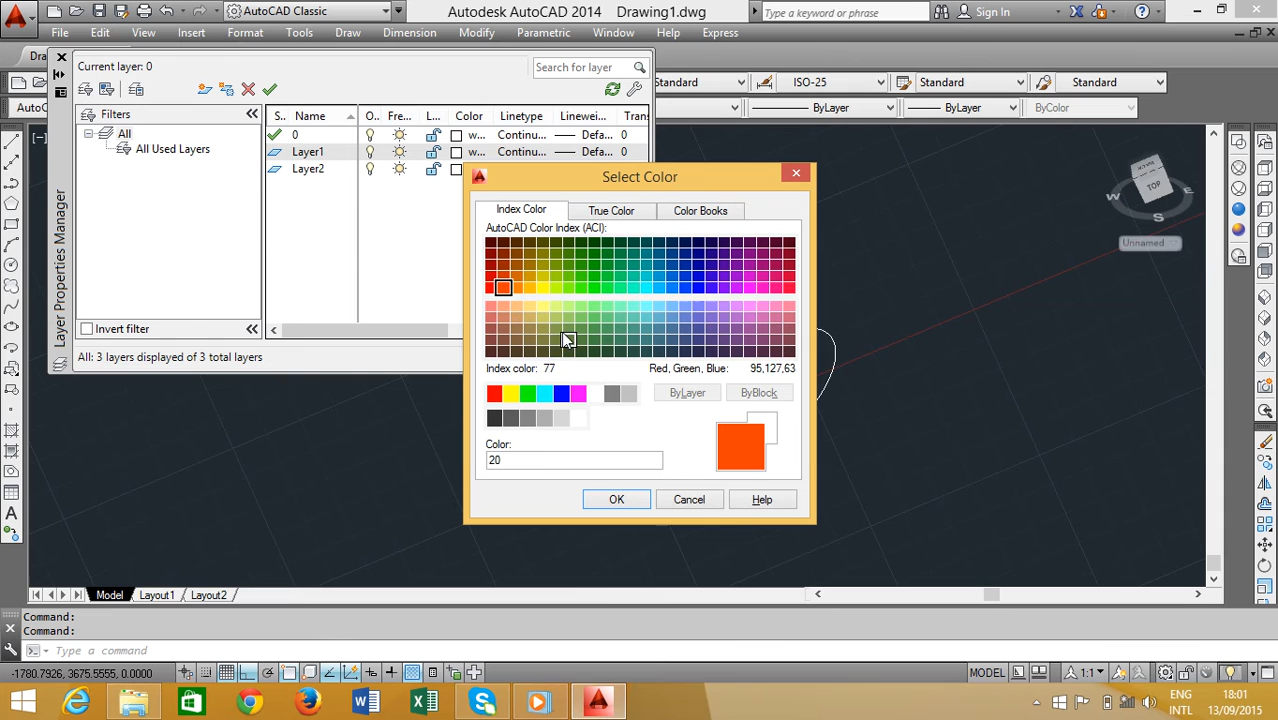 AutoCAD Classic
Autodesk AutoCAD 2014 Drawing1.dwg
Type a keyword or phrase
Sign In
File Edit View Insert Format Tools Draw Dimension Modify Parametric Window Help Express
Dra
Current layer: 0
Search for layer
Standard
ISO-25
Standard
Standard
AutoC
ByLayer
ByLayer
ByColor
Filters
All
All Used Layers
S.. Name O.. Fre... L... Color Linetype Linewei... Trans
0 w... Continu... Defa... 0
Layer1 w... Continu... Defa... 0
Layer2
Invert filter
All: 3 layers displayed of 3 total layers
Layer Properties Manager
Select Color
Index Color True Color Color Books
AutoCAD Color Index (ACI):
Index color: 77 Red, Green, Blue: 95,127,63
ByLayer ByBlock
Color:
20
OK Cancel Help
W TOP E
S
Unnamed
Model Layout1 Layout2
Command:
Command:
Type a command
-1780.7926, 3675.5555, 0.0000
MODEL
1:1
ENG
INTL
18:01
13/09/2015